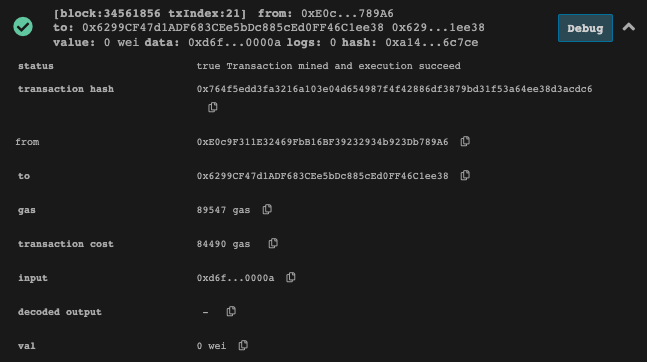 [block:34561856 txIndex:21] from: 0xE0c...789A6
to: 0x6299CF47d1ADF683CEe5bDc885cEd0FF46C1ee38 0x629...1ee38
value: 0 wei data: 0xd6f...0000a logs: 0 hash: 0xa14...6c7ce
Debug
status true Transaction mined and execution succeed
transaction hash 0x764f5edd3fa3216a103e04d654987f4f42886df3879bd31f53a64ee38d3acdc6
from 0xE0c9F311E32469FbB16BF39232934b923Db789A6
to 0x6299CF47d1ADF683CEe5bDc885cEd0FF46C1ee38
gas 89547 gas
transaction cost 84490 gas
input 0xd6f...0000a
decoded output -
val 0 wei